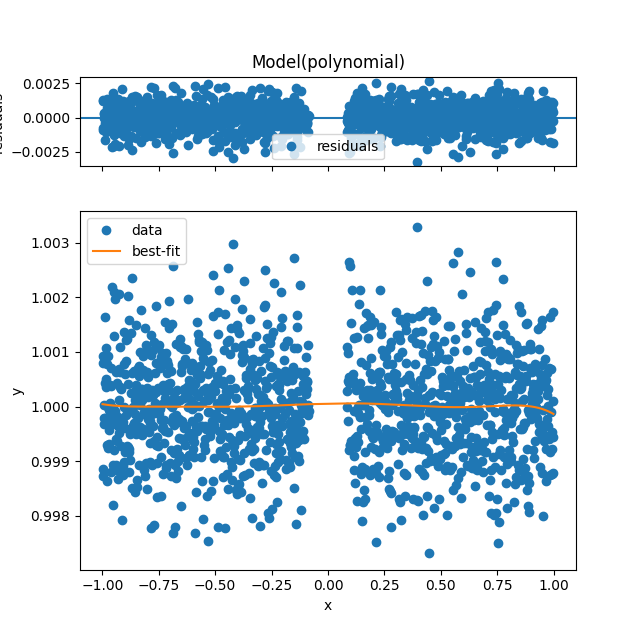 Model(polynomial)
0.0025
0.0000
−0.0025
residuals
residuals
data
best-fit
1.003
1.002
1.001
1.000
0.999
0.998
y
−1.00 −0.75 −0.50 −0.25 0.00 0.25 0.50 0.75 1.00
x